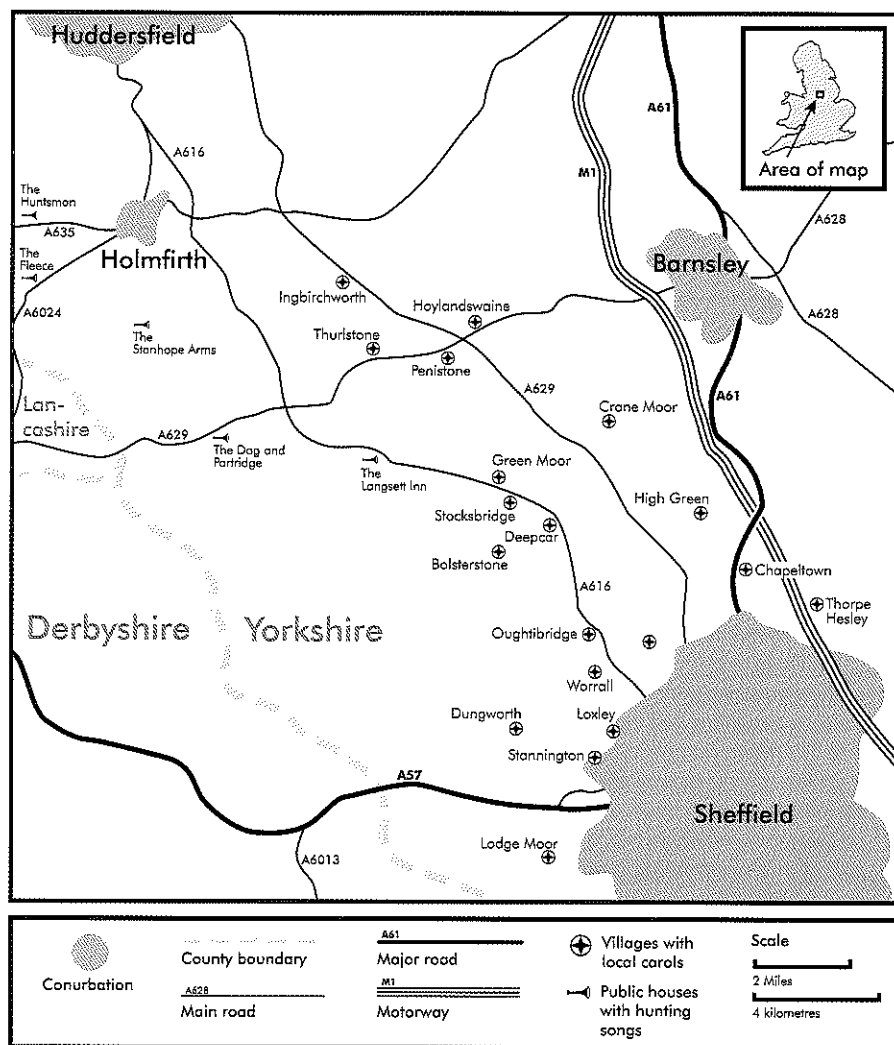 Huddersfield
A61
Area of map
A616
M1
The
Huntsman
A635
Holmfirth
The
Fleece
A6024
A628
Barnsley
Ingbirchworth
Hoylandswaine
The
Stanhope Arms
Thurlstone
Penistone
A628
A629
A61
Lan-
cashire
A629
The Dog and
Partridge
The
Langsett Inn
Crane Moor
Green Moor
High Green
Stocksbridge
Deepcar
Bolsterstone
A616
Chapeltown
Thorpe
Hesley
Derbyshire
Yorkshire
Oughtibridge
Worrall
Dungworth
Loxley
Stannington
A57
Sheffield
A6013
Lodge Moor
Conurbation
County boundary
A628
Main road
A61
Major road
M1
Motorway
Villages with
local carols
Public houses
with hunting
songs
Scale
2 Miles
4 kilometres